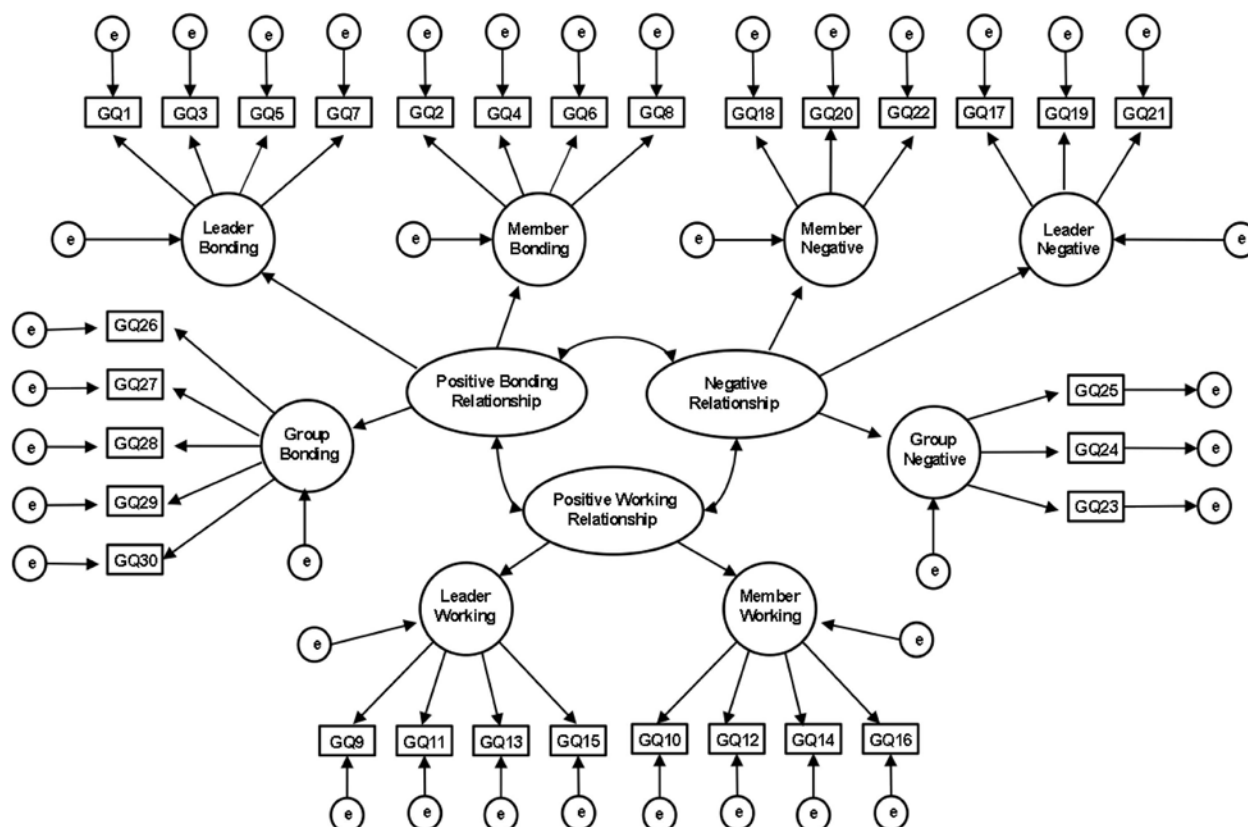 e e e e e e e e e e e e e e
GQ1 GQ3 GQ5 GQ7 GQ2 GQ4 GQ6 GQ8 GQ18 GQ20 GQ22 GQ17 GQ19 GQ21
e
Leader
Bonding
e
Member
Bonding
e
Member
Negative
Leader
Negative
e
e GQ26
e GQ27
e GQ28
e GQ29
e GQ30
Group
Bonding
e
Positive Bonding
Relationship
Negative
Relationship
Positive Working
Relationship
Group
Negative
e
GQ25 e
GQ24 e
GQ23 e
e
Leader
Working
Member
Working
e
GQ9 GQ11 GQ13 GQ15 GQ10 GQ12 GQ14 GQ16
e e e e e e e e